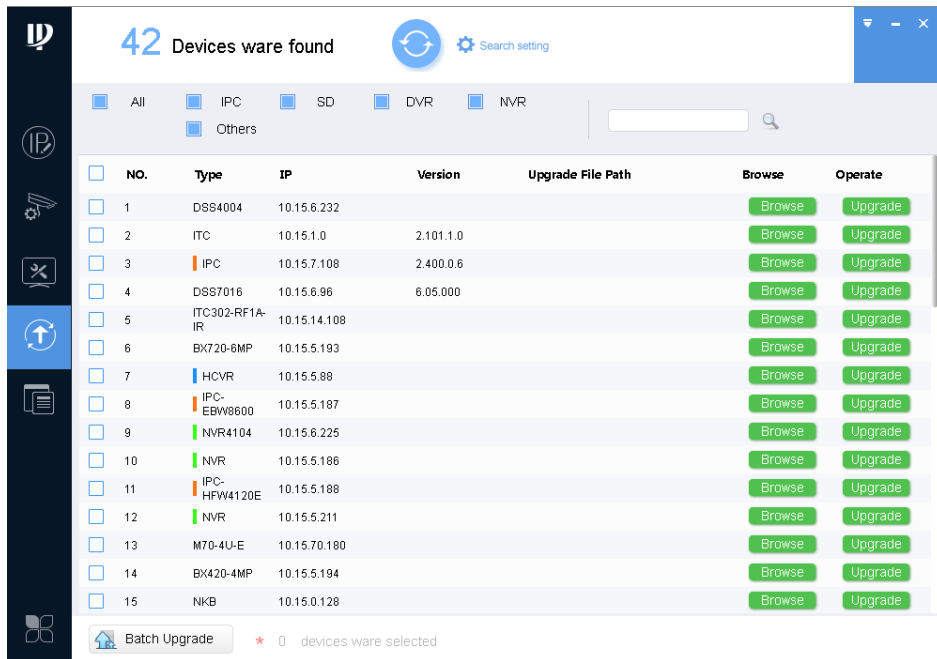 IP
42 Devices ware found
Search setting
All IPC SD DVR NVR
Others
IP
NO. Type IP Version Upgrade File Path Browse Operate
1 DSS4004 10.15.6.232 Browse Upgrade
2 ITC 10.15.1.0 2.101.1.0 Browse Upgrade
3 IPC 10.15.7.108 2.400.0.6 Browse Upgrade
4 DSS7016 10.15.6.96 6.05.000 Browse Upgrade
5 ITC302-RF1A-IR 10.15.14.108 Browse Upgrade
6 BX720-6MP 10.15.5.193 Browse Upgrade
7 HCVR 10.15.5.88 Browse Upgrade
8 IPC-EBW8600 10.15.5.187 Browse Upgrade
9 NVR4104 10.15.6.225 Browse Upgrade
10 NVR 10.15.5.186 Browse Upgrade
11 IPC-HFW4120E 10.15.5.188 Browse Upgrade
12 NVR 10.15.5.211 Browse Upgrade
13 M70-4U-E 10.15.70.180 Browse Upgrade
14 BX420-4MP 10.15.5.194 Browse Upgrade
15 NKB 10.15.0.128 Browse Upgrade
Batch Upgrade * 0 devices ware selected